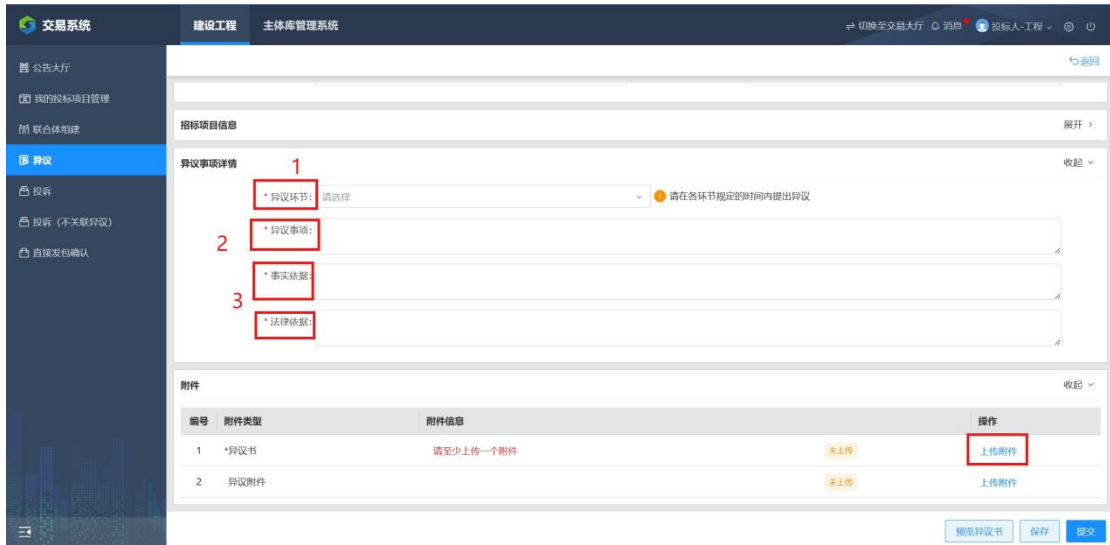 交易系统 建设工程 主体库管理系统 切换至交易大厅 消息 投标人-工程
返回
公告大厅
我的投标项目管理
联合体组建
异议
投诉
投诉（不关联异议）
直接发包确认
招标项目信息 展开
异议事项详情 收起
1
* 异议环节： 请选择 请在各环节规定的时间内提出异议
2
* 异议事项：
* 事实依据：
3
* 法律依据：
附件 收起
编号 附件类型 附件信息 操作
1 *异议书 请至少上传一个附件 未上传 上传附件
2 异议附件 未上传 上传附件
预览异议书 保存 提交